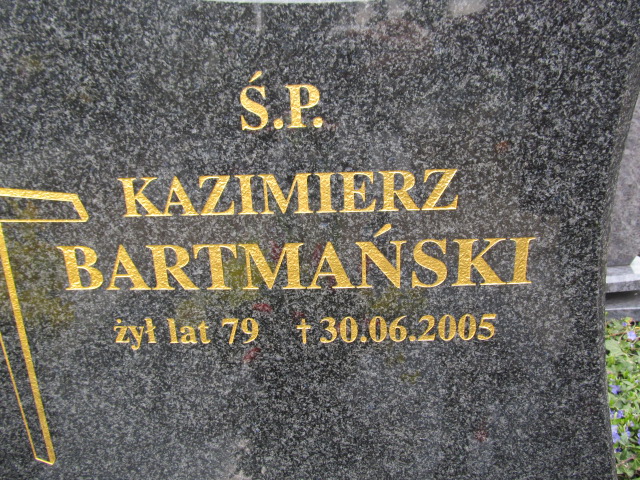 Ś.P.
KAZIMIERZ
BARTMAŃSKI
żył lat 79 †30.06.2005